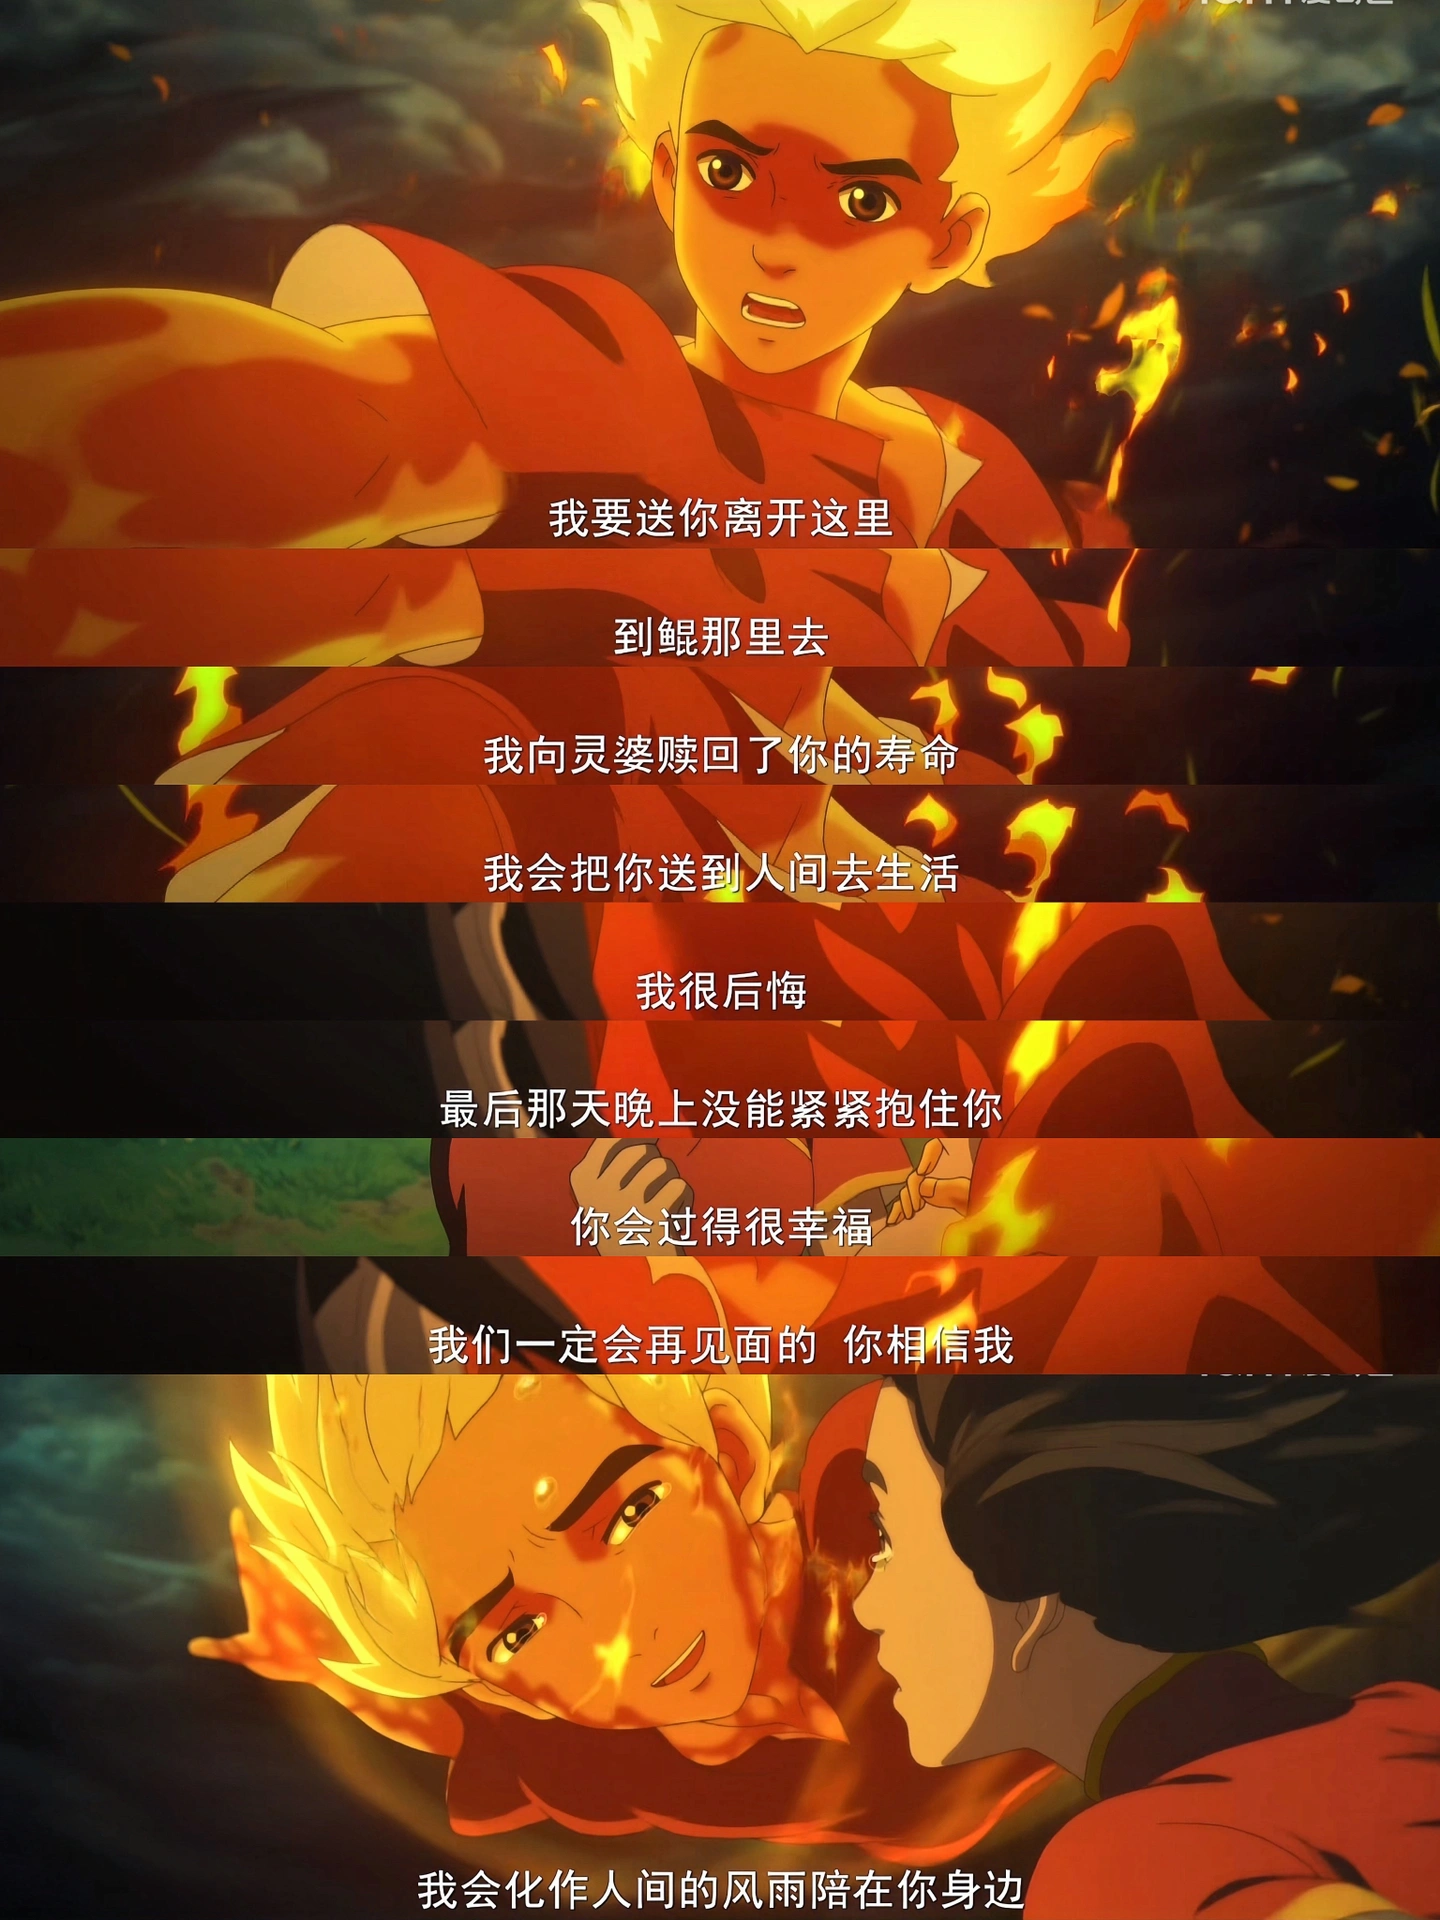 我要送你离开这里
到鲲那里去
我向灵婆赎回了你的寿命
我会把你送到人间去生活
我很后悔
最后那天晚上没能紧紧抱住你
你会过得很幸福
我们一定会再见面的 你相信我
我会化作人间的风雨陪在你身边